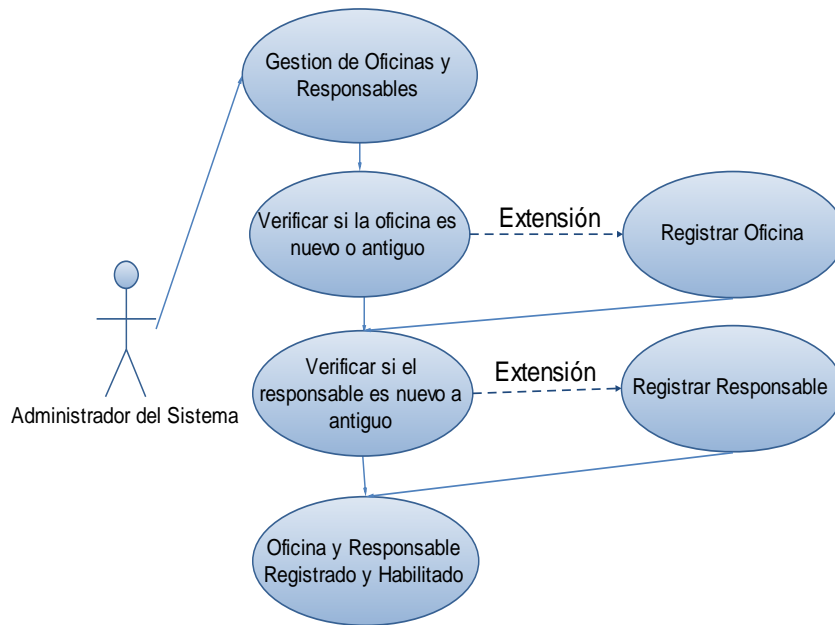 Gestion de Oficinas y
Responsables
Verificar si la oficina es
nuevo o antiguo
Extensión
Registrar Oficina
Verificar si el
responsable es nuevo a
antiguo
Extensión
Registrar Responsable
Administrador del Sistema
Oficina y Responsable
Registrado y Habilitado